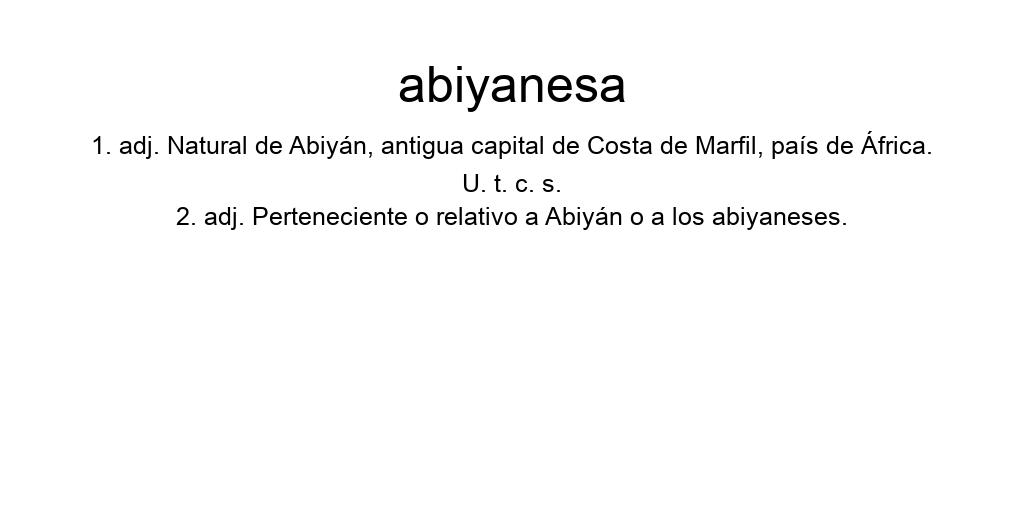 abiyanesa
1. adj. Natural de Abiyán, antigua capital de Costa de Marfil, país de África.
U. t. c. s.
2. adj. Perteneciente o relativo a Abiyán o a los abiyaneses.